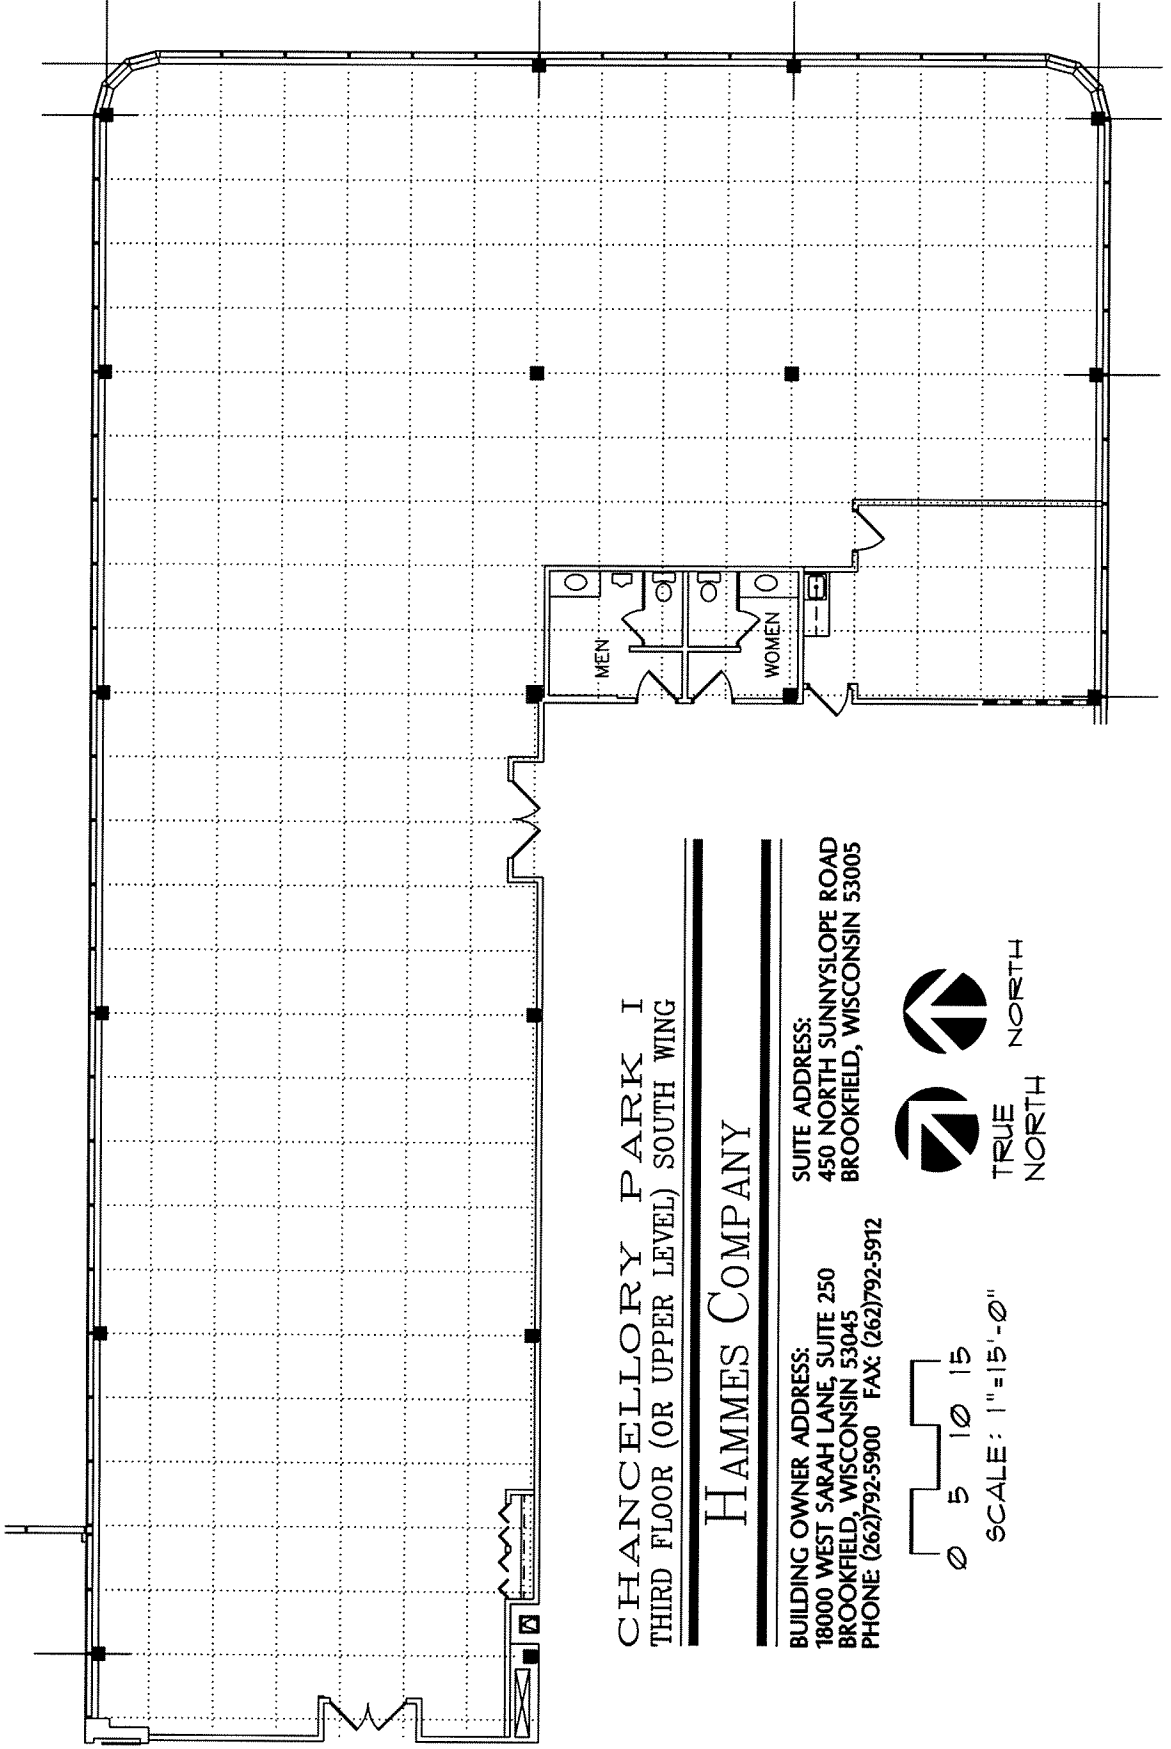 MEN
WOMEN
CHANCELLORY PARK I
THIRD FLOOR (OR UPPER LEVEL) SOUTH WING
HAMMES COMPANY
BUILDING OWNER ADDRESS:
18000 WEST SARAH LANE, SUITE 250
BROOKFIELD, WISCONSIN 53045
PHONE: (262)792-5900 FAX: (262)792-5912
SUITE ADDRESS:
450 NORTH SUNNYSLOPE ROAD
BROOKFIELD, WISCONSIN 53005
0 5 10 15
SCALE: 1"=15'-0"
TRUE
NORTH
NORTH